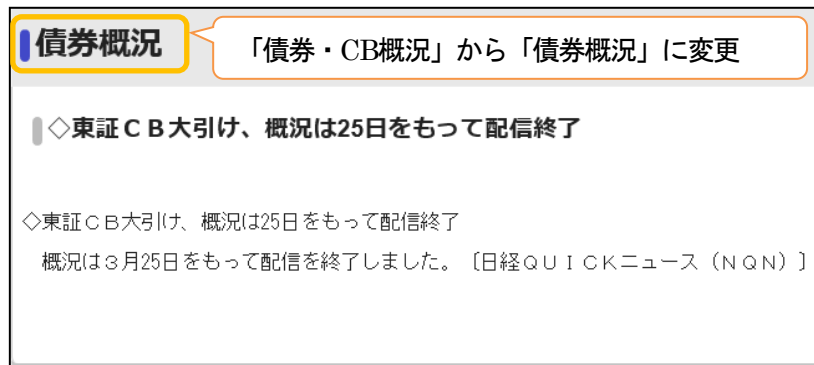 債券概況
「債券・CB概況」から「債券概況」に変更
◇東証ＣＢ大引け、概況は25日をもって配信終了
◇東証ＣＢ大引け、概況は25日をもって配信終了
概況は３月25日をもって配信を終了しました。〔日経ＱＵＩＣＫニュース（ＮＱＮ）〕